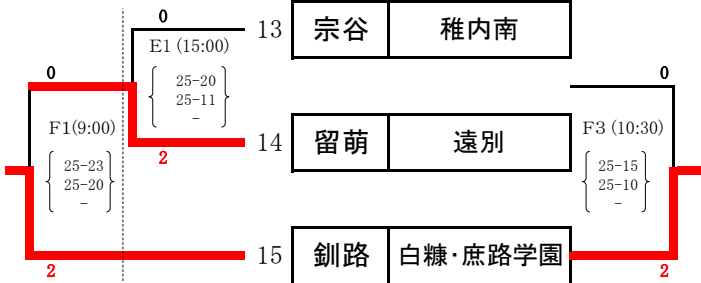 0
13 宗谷 稚内南
E1 (15:00)
25-20
25-11
-
0
0
F1(9:00)
2
14 留萌 遠別
F3 (10:30)
25-23
25-20
-
25-15
25-10
-
15 釧路 白糠・庶路学園
2
2